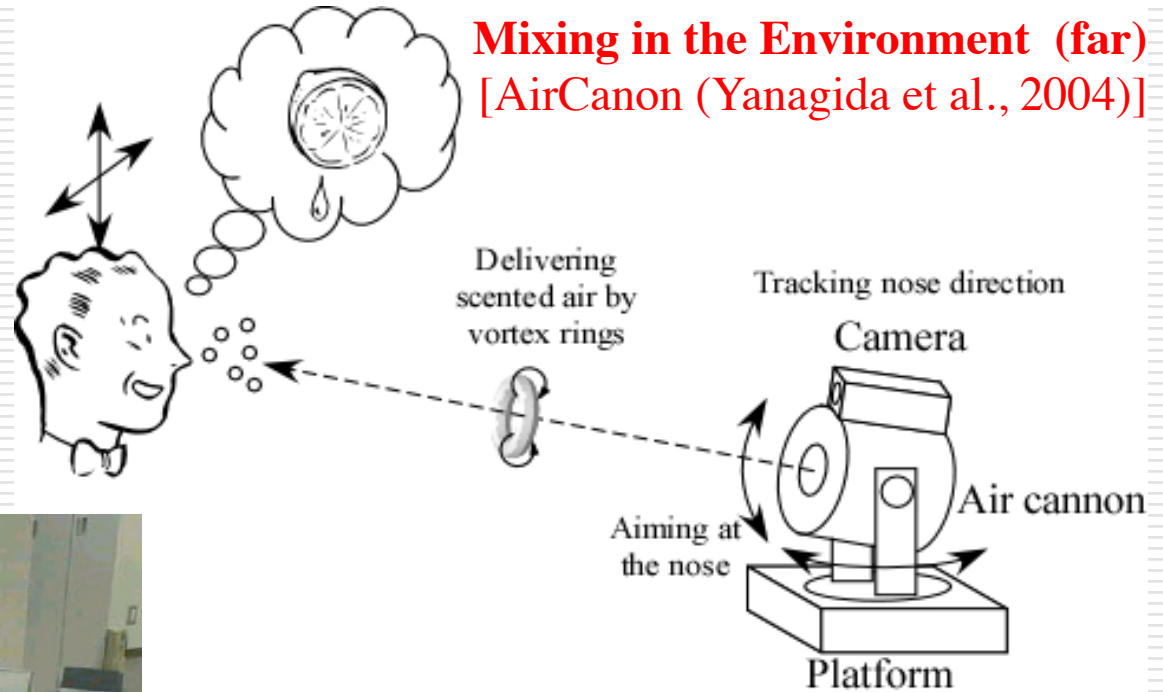 Mixing in the Environment (far)
[AirCanon (Yanagida et al., 2004)]
Delivering
scented air by
vortex rings
Tracking nose direction
Camera
Air cannon
Aiming at
the nose
Platform